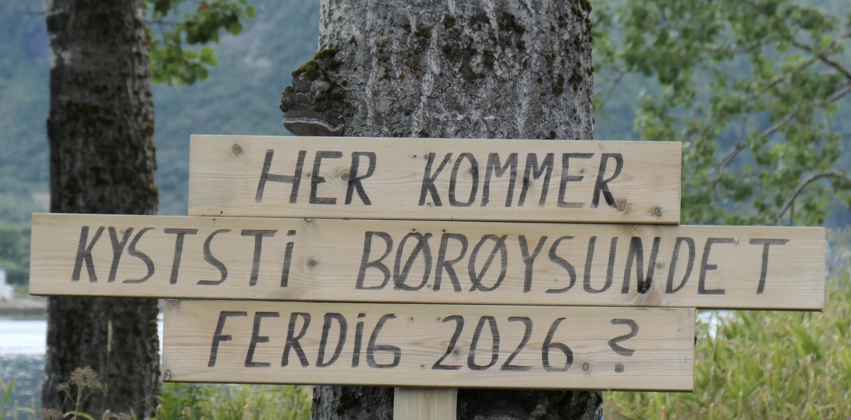 HER KOMMER
KYSTSTi BØRØYSUNDET
FERDiG 2026 ?